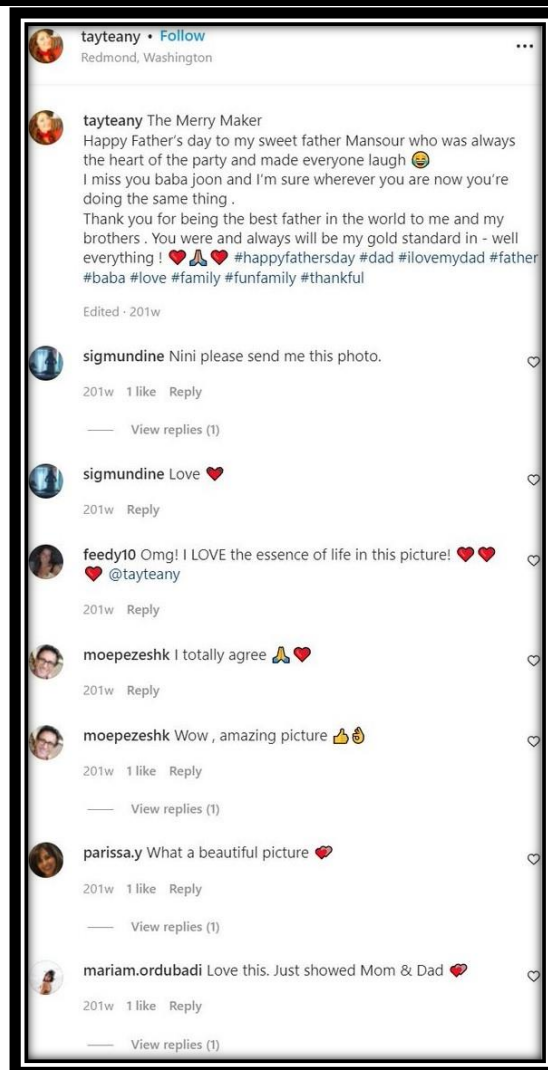 tayteany • Follow
Redmond, Washington
tayteany The Merry Maker
Happy Father's day to my sweet father Mansour who was always
the heart of the party and made everyone laugh 😂
I miss you baba joon and I'm sure wherever you are now you're
doing the same thing .
Thank you for being the best father in the world to me and my
brothers . You were and always will be my gold standard in - well
everything ! ❤️🙏❤️ #happyfathersday #dad #ilovemydad #father
#baba #love #family #funfamily #thankful
Edited · 201w
sigmundine Nini please send me this photo.
201w 1 like Reply
View replies (1)
sigmundine Love ❤️
201w Reply
feedy10 Omg! I LOVE the essence of life in this picture! ❤️❤️
❤️ @tayteany
201w Reply
moepezeshk I totally agree 🙏❤️
201w Reply
moepezeshk Wow , amazing picture 👍👌
201w 1 like Reply
View replies (1)
parissa.y What a beautiful picture 💕
201w 1 like Reply
View replies (1)
mariam.ordubadi Love this. Just showed Mom & Dad 💕
201w 1 like Reply
View replies (1)